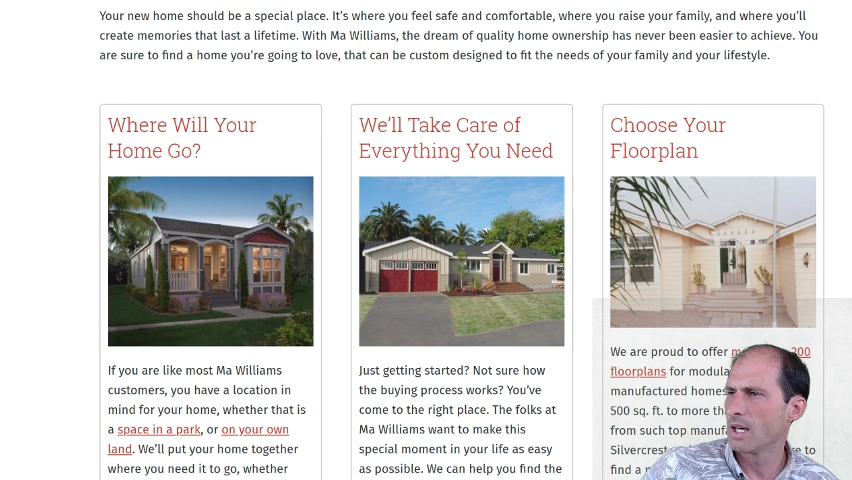 Your new home should be a special place. It's where you feel safe and comfortable, where you raise your family, and where you'll
create memories that last a lifetime. With Ma Williams, the dream of quality home ownership has never been easier to achieve. You
are sure to find a home you're going to love, that can be custom designed to fit the needs of your family and your lifestyle.
Where Will Your
Home Go?
If you are like most Ma Williams
customers, you have a location in
mind for your home, whether that is
a space in a park, or on your own
land. We'll put your home together
where you need it to go, whether
We'll Take Care of
Everything You Need
Just getting started? Not sure how
the buying process works? You've
come to the right place. The folks at
Ma Williams want to make this
special moment in your life as easy
as possible. We can help you find the
Choose Your
Floorplan
We are proud to offer 200
floorplans for
manufactured homes
500 sq. ft. to more
from such top
Silvercrest to
find a